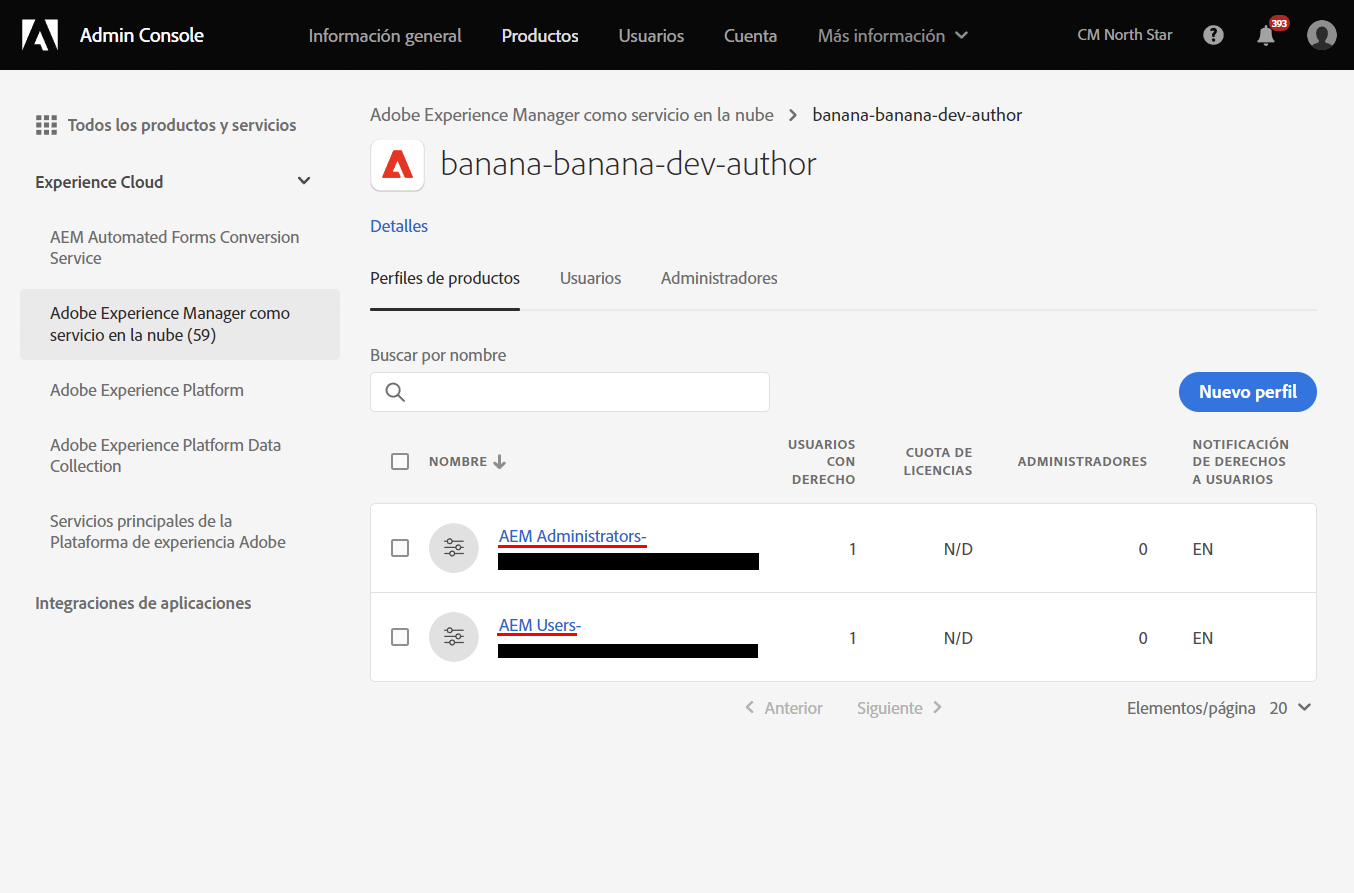 Admin Console
Información general
Productos
Usuarios
Cuenta
Más información
CM North Star
?
393
Todos los productos y servicios
Experience Cloud
AEM Automated Forms Conversion
Service
Adobe Experience Manager como
servicio en la nube (59)
Adobe Experience Platform
Adobe Experience Platform Data
Collection
Servicios principales de la
Plataforma de experiencia Adobe
Integraciones de aplicaciones
Adobe Experience Manager como servicio en la nube > banana-banana-dev-author
banana-banana-dev-author
Detalles
Perfiles de productos
Usuarios
Administradores
Buscar por nombre
Nuevo perfil
NOMBRE
USUARIOS
CON
DERECHO
CUOTA DE
LICENCIAS
ADMINISTRADORES
NOTIFICACIÓN
DE DERECHOS
A USUARIOS
AEM Administrators-
1
N/D
0
EN
AEM Users-
1
N/D
0
EN
Anterior
Siguiente
Elementos/página 20